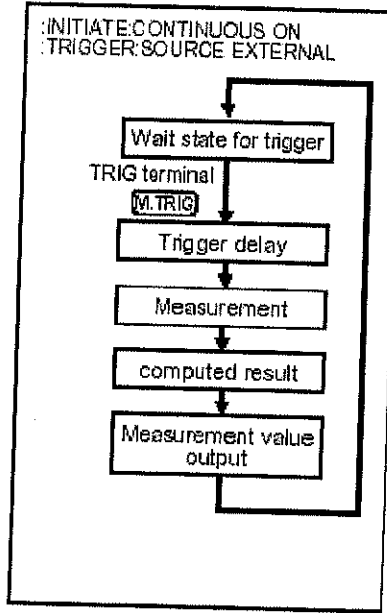 :INITIATE:CONTINUOUS ON
:TRIGGER:SOURCE EXTERNAL
Wait state for trigger
TRIG terminal
M.TRIG
Trigger delay
Measurement
computed result
Measurement value
output